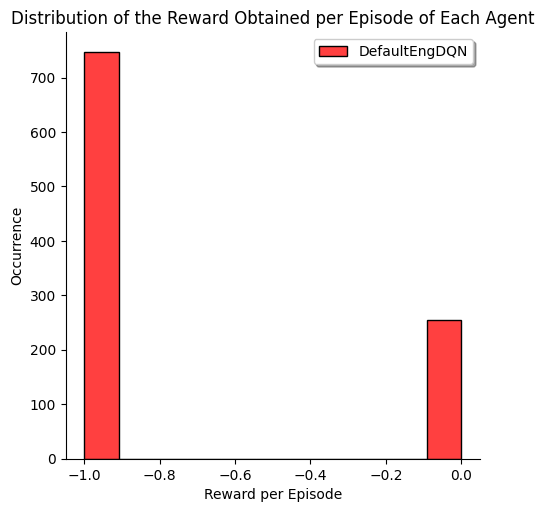 Distribution of the Reward Obtained per Episode of Each Agent
DefaultEngDQN
700
600
500
400
300
200
100
0
Occurrence
−1.0 −0.8 −0.6 −0.4 −0.2 0.0
Reward per Episode